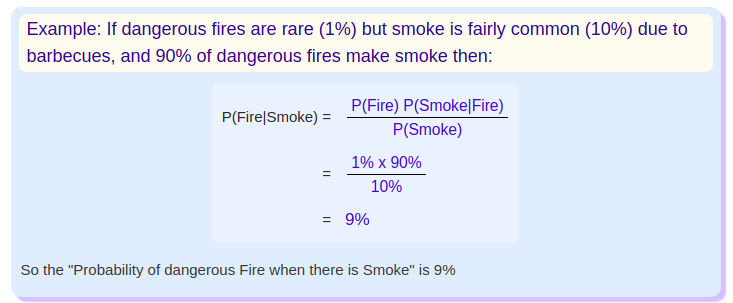 Example: If dangerous fires are rare (1%) but smoke is fairly common (10%) due to
barbecues, and 90% of dangerous fires make smoke then:
P(Fire|Smoke) =
P(Fire) P(Smoke|Fire)
P(Smoke)
=
1% x 90%
10%
= 9%
So the "Probability of dangerous Fire when there is Smoke" is 9%